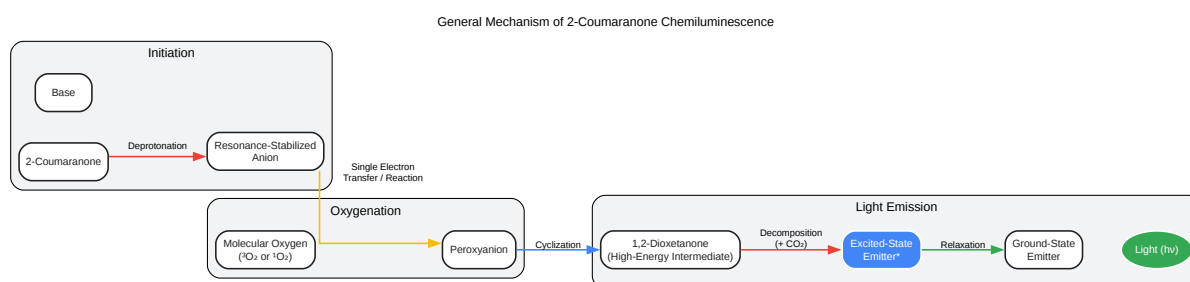 General Mechanism of 2-Coumaranone Chemiluminescence
Initiation
Base
2-Coumaranone
Deprotonation
Resonance-Stabilized
Anion
Single Electron
Transfer / Reaction
Oxygenation
Molecular Oxygen
(³O₂ or ¹O₂)
Peroxyanion
Cyclization
Light Emission
1,2-Dioxetanone
(High-Energy Intermediate)
Decomposition
(+ CO₂)
Excited-State
Emitter*
Relaxation
Ground-State
Emitter
Light (hν)